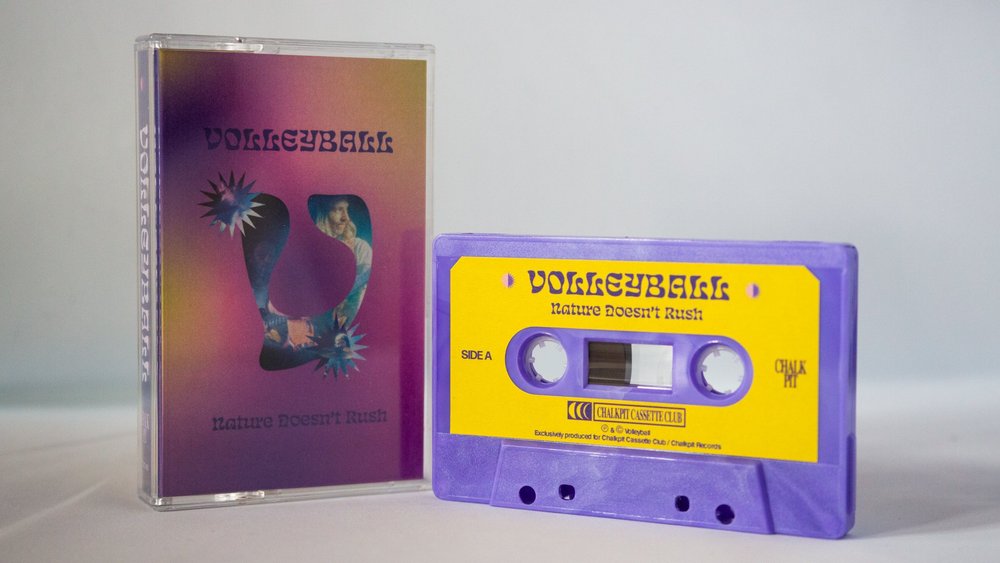 VOLLEYBALL
VOLLEYBALL
Nature Doesn't Rush
VOLLEYBALL
Nature Doesn't Rush
SIDE A
CHALK
PIT
CHALKPIT CASSETTE CLUB
℗ & © Volleyball
Exclusively produced for Chalkpit Cassette Club / Chalkpit Records